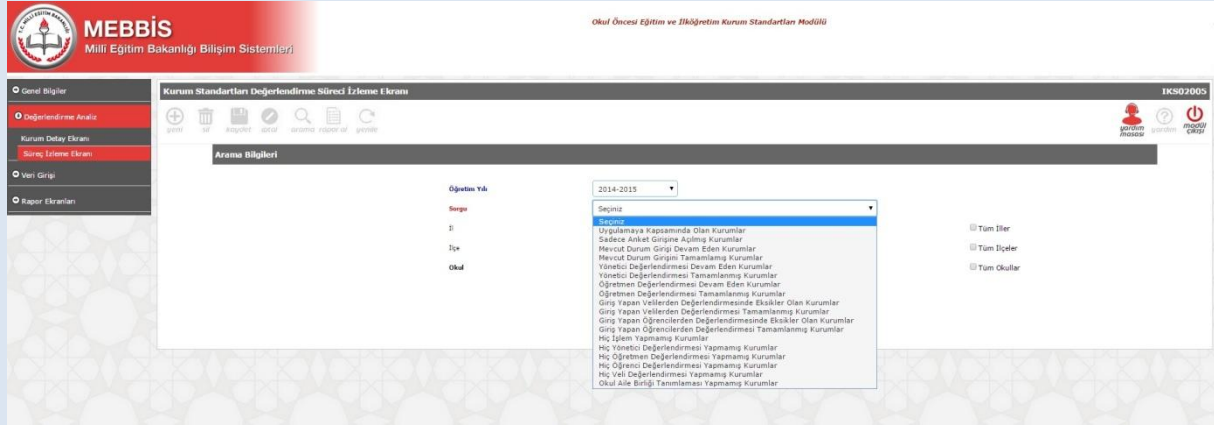 MEBBİS
Millî Eğitim Bakanlığı Bilişim Sistemleri
Okul Öncesi Eğitim ve İlköğretim Kurum Standartları Modülü
Genel Bilgiler
Değerlendirme Analiz
Kurum Detay Ekranı
Süreç İzleme Ekranı
Veri Girişi
Rapor Ekranları
Kurum Standartları Değerlendirme Süreci İzleme Ekranı
IKS02005
yeni sil kaydet iptal arama rapor al yenile
yardım masası yardım modül çıkışı
Arama Bilgileri
Öğretim Yılı 2014-2015
Sorgu Seçiniz
Seçiniz
Uygulamaya Kapsamında Olan Kurumlar
İl Tüm İller
Sadece Anket Girişine Açılmış Kurumlar
Mevcut Durum Girişi Devam Eden Kurumlar
İlçe Tüm İlçeler
Mevcut Durum Girişini Tamamlamış Kurumlar
Yönetici Değerlendirmesi Devam Eden Kurumlar
Okul Tüm Okullar
Yönetici Değerlendirmesi Tamamlanmış Kurumlar
Öğretmen Değerlendirmesi Devam Eden Kurumlar
Öğretmen Değerlendirmesi Tamamlanmış Kurumlar
Giriş Yapan Velilerden Değerlendirmesinde Eksikler Olan Kurumlar
Giriş Yapan Velilerden Değerlendirmesi Tamamlanmış Kurumlar
Giriş Yapan Öğrencilerden Değerlendirmesinde Eksikler Olan Kurumlar
Giriş Yapan Öğrencilerden Değerlendirmesi Tamamlanmış Kurumlar
Hiç İşlem Yapmamış Kurumlar
Hiç Yönetici Değerlendirmesi Yapmamış Kurumlar
Hiç Öğretmen Değerlendirmesi Yapmamış Kurumlar
Hiç Öğrenci Değerlendirmesi Yapmamış Kurumlar
Hiç Veli Değerlendirmesi Yapmamış Kurumlar
Okul Aile Birliği Tanımlaması Yapmamış Kurumlar